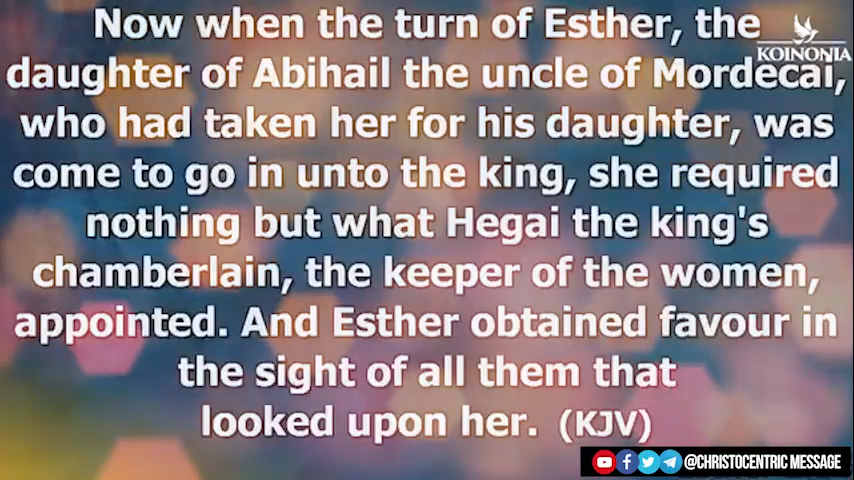 Now when the turn of Esther, the
daughter of Abihail the uncle of Mordecai,
who had taken her for his daughter, was
come to go in unto the king, she required
nothing but what Hegai the king's
chamberlain, the keeper of the women,
appointed. And Esther obtained favour in
the sight of all them that
looked upon her. (KJV)
KOINONIA
@CHRISTOCENTRIC MESSAGE